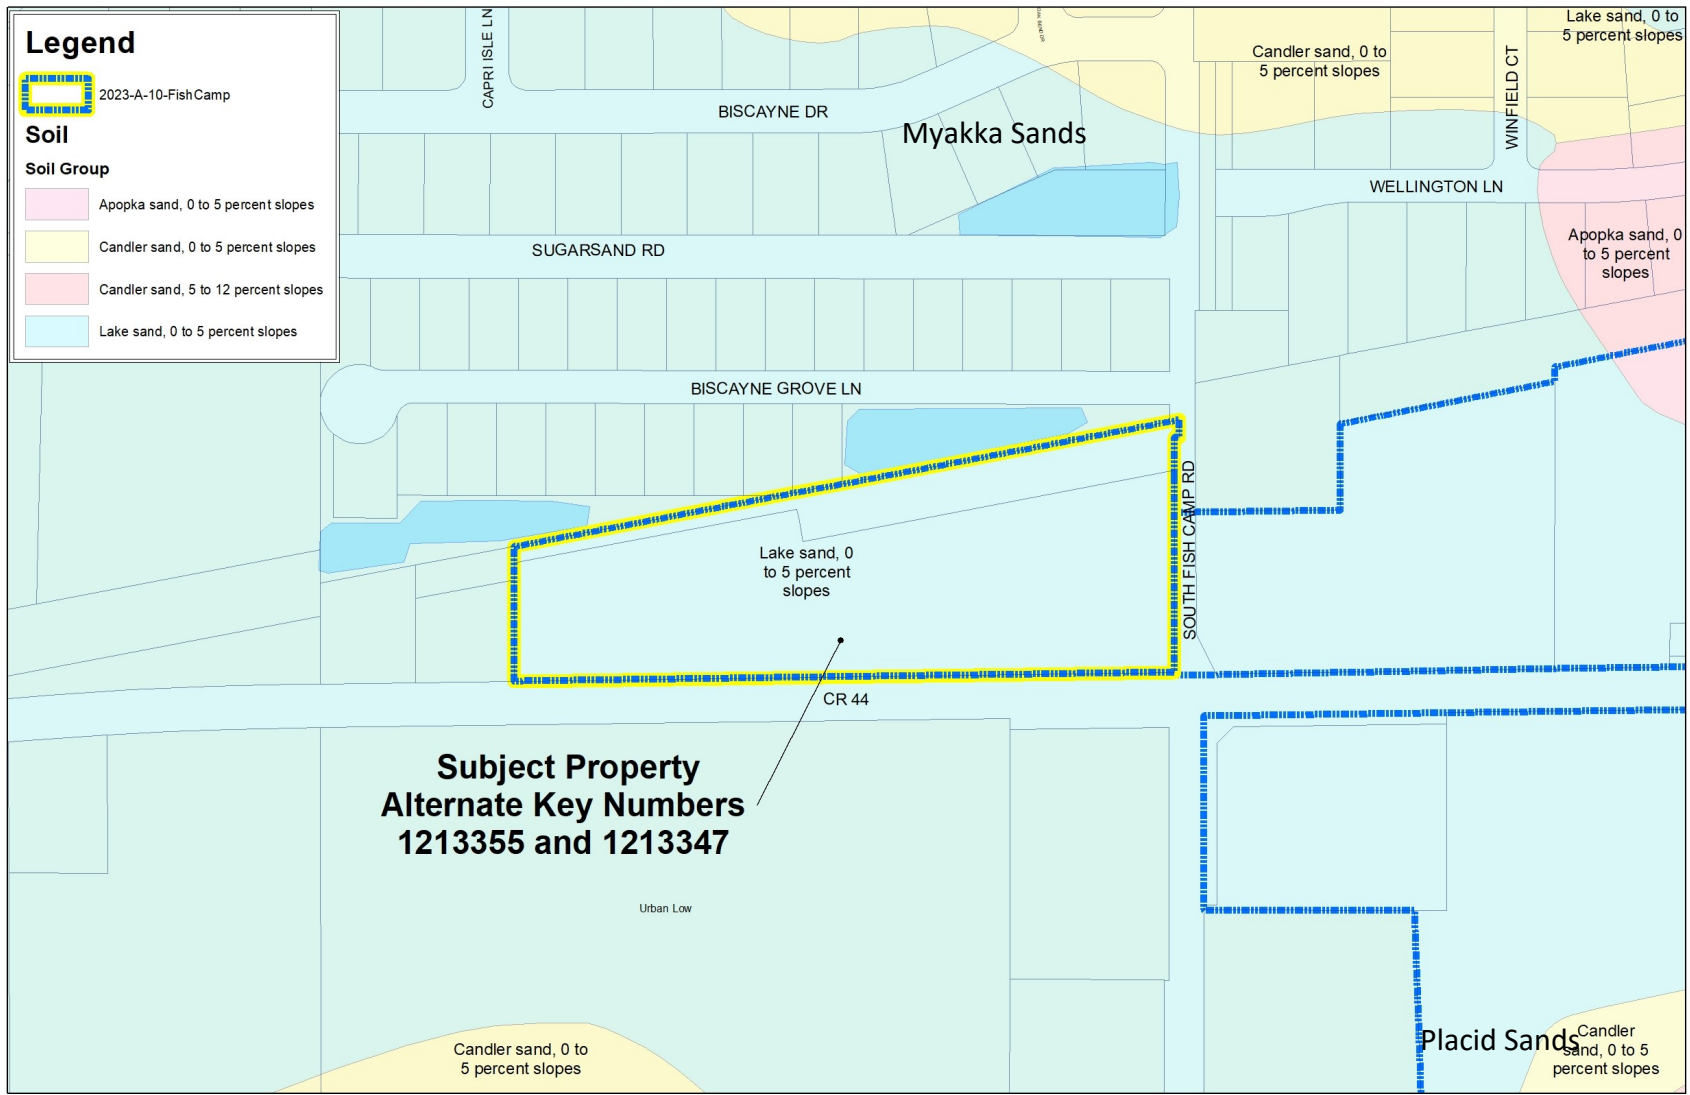 Legend
2023-A-10-FishCamp
Soil
Soil Group
Apopka sand, 0 to 5 percent slopes
Candler sand, 0 to 5 percent slopes
Candler sand, 5 to 12 percent slopes
Lake sand, 0 to 5 percent slopes
CAPRI ISLE LN
BISCAYNE DR
Myakka Sands
Candler sand, 0 to
5 percent slopes
Lake sand, 0 to
5 percent slopes
WINFIELD CT
WELLINGTON LN
SUGARSAND RD
Apopka sand, 0
to 5 percent
slopes
BISCAYNE GROVE LN
SOUTH FISH CAMP RD
Lake sand, 0
to 5 percent
slopes
CR 44
Subject Property
Alternate Key Numbers
1213355 and 1213347
Urban Low
Candler sand, 0 to
5 percent slopes
Placid Sands
Candler
sand, 0 to 5
percent slopes